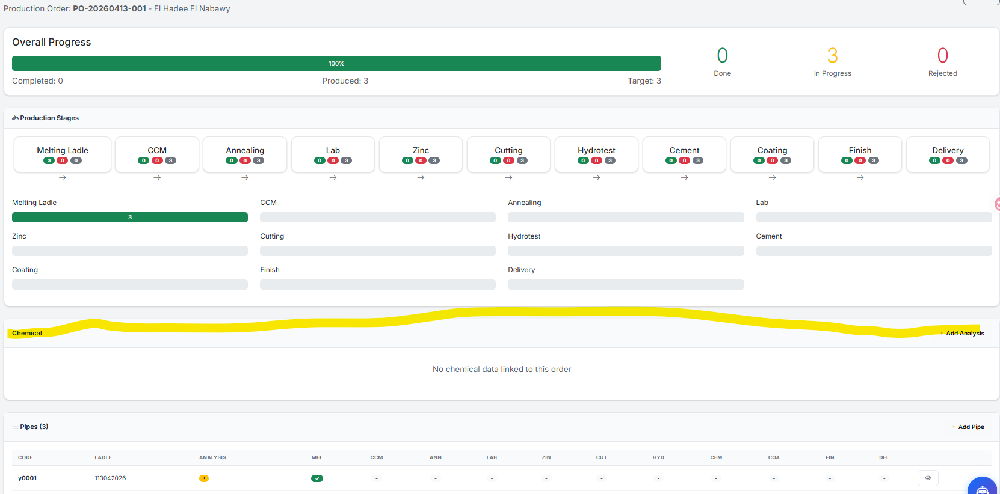 Production Order: PO-20260413-001 - El Hadee El Nabawy
Overall Progress
100%
Completed: 0 Produced: 3 Target: 3
0 3 0
Done In Progress Rejected
Production Stages
Melting Ladle CCM Annealing Lab Zinc Cutting Hydrotest Cement Coating Finish Delivery
3 0 0 0 0 3 0 0 3 0 0 3 0 0 3 0 0 3 0 0 3 0 0 3 0 0 3 0 0 3 0 0 3
Melting Ladle CCM Annealing Lab
3
Zinc Cutting Hydrotest Cement
Coating Finish Delivery
Chemical + Add Analysis
No chemical data linked to this order
Pipes (3) + Add Pipe
CODE LADLE ANALYSIS MEL CCM ANN LAB ZIN CUT HYD CEM COA FIN DEL
y0001 113042026 ! - - - - - - - - - -